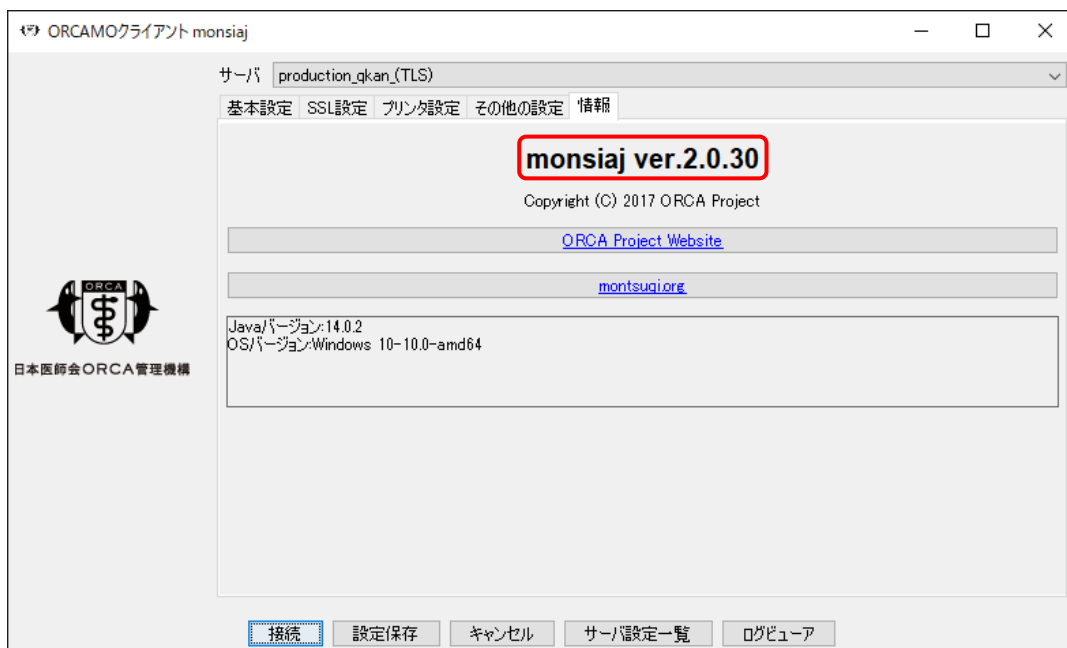 ORCAMOクライアント monsiaj
サーバ production_qkan_(TLS)
基本設定 SSL設定 プリンタ設定 その他の設定 情報
monsiaj ver.2.0.30
Copyright (C) 2017 ORCA Project
ORCA Project Website
montsuqi.org
Javaバージョン:14.0.2
OSバージョン:Windows 10-10.0-amd64
ORCA
日本医師会ORCA管理機構
接続 設定保存 キャンセル サーバ設定一覧 ログビューア